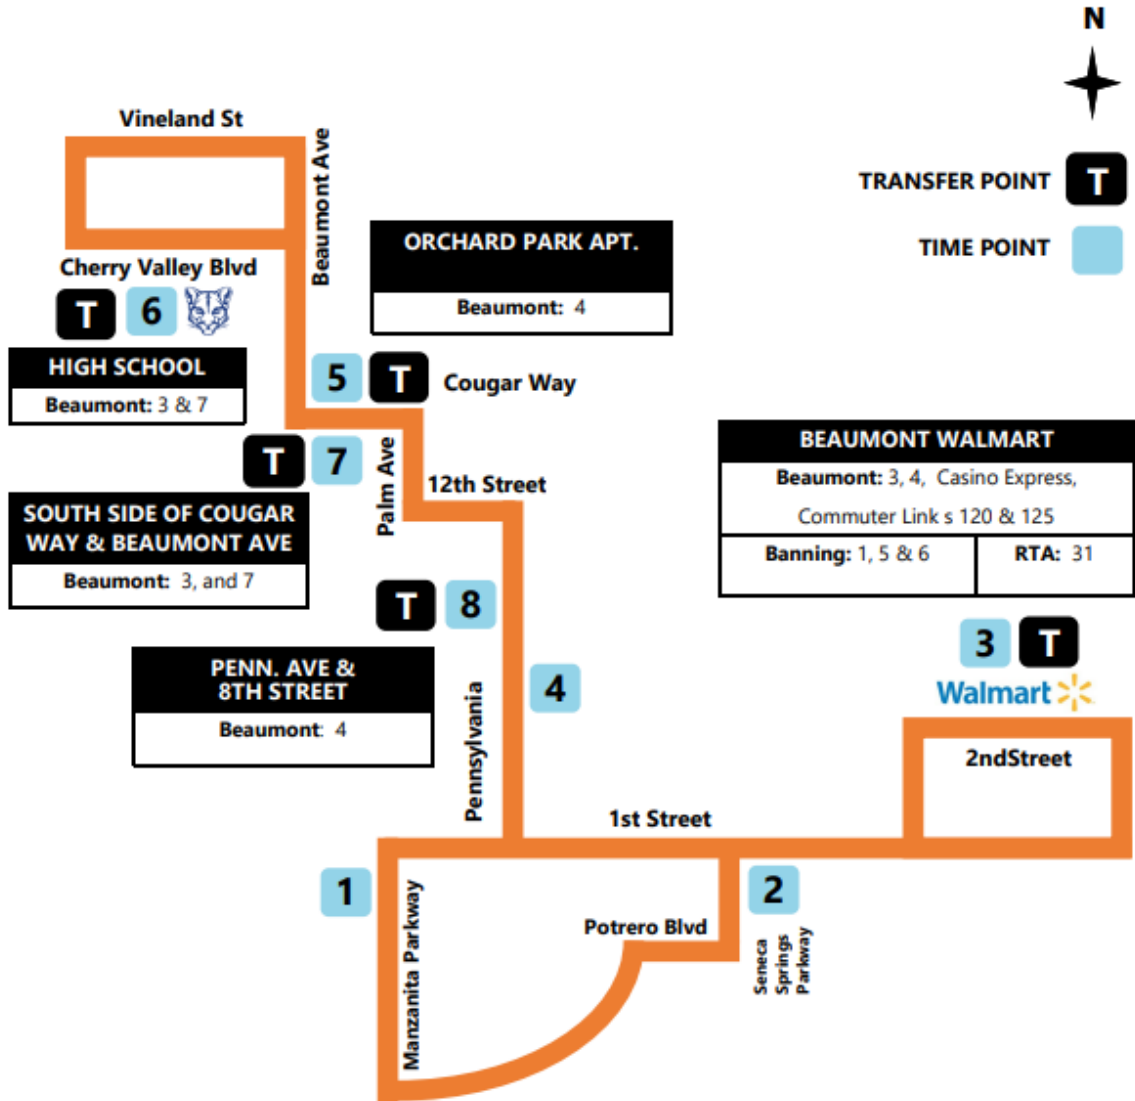 N
Vineland St
Beaumont Ave
TRANSFER POINT T
TIME POINT
ORCHARD PARK APT.
Beaumont: 4
Cherry Valley Blvd
T 6
HIGH SCHOOL
Beaumont: 3 & 7
5 T Cougar Way
T 7
Palm Ave
12th Street
SOUTH SIDE OF COUGAR
WAY & BEAUMONT AVE
Beaumont: 3, and 7
BEAUMONT WALMART
Beaumont: 3, 4, Casino Express,
Commuter Link s 120 & 125
Banning: 1, 5 & 6
RTA: 31
T 8
3 T
Walmart
PENN. AVE &
8TH STREET
Beaumont: 4
4
Pennsylvania
2ndStreet
1st Street
1
Manzanita Parkway
2
Potrero Blvd
Seneca
Springs
Parkway